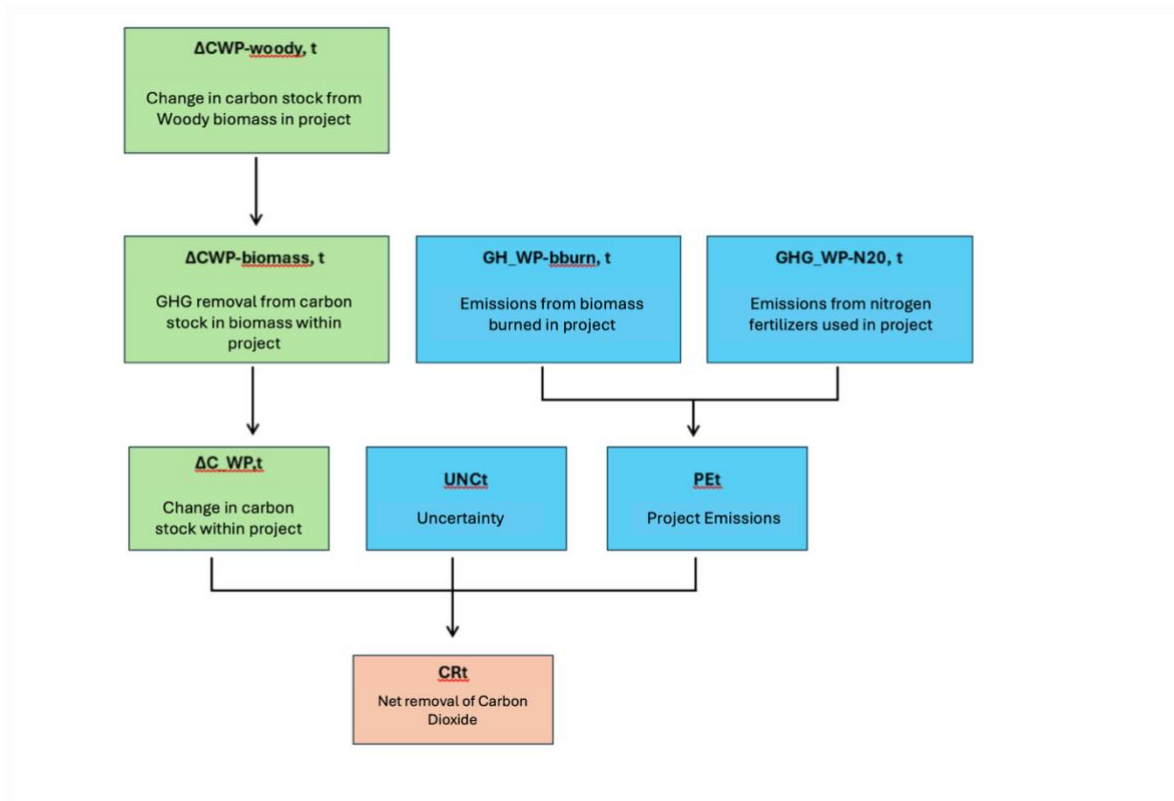 ΔCWP-woody, t
Change in carbon stock from
Woody biomass in project
ΔCWP-biomass, t
GHG removal from carbon
stock in biomass within
project
GH_WP-bburn, t
Emissions from biomass
burned in project
GHG_WP-N20, t
Emissions from nitrogen
fertilizers used in project
ΔC_WP,t
Change in carbon
stock within project
UNCt
Uncertainty
PEt
Project Emissions
CRt
Net removal of Carbon
Dioxide